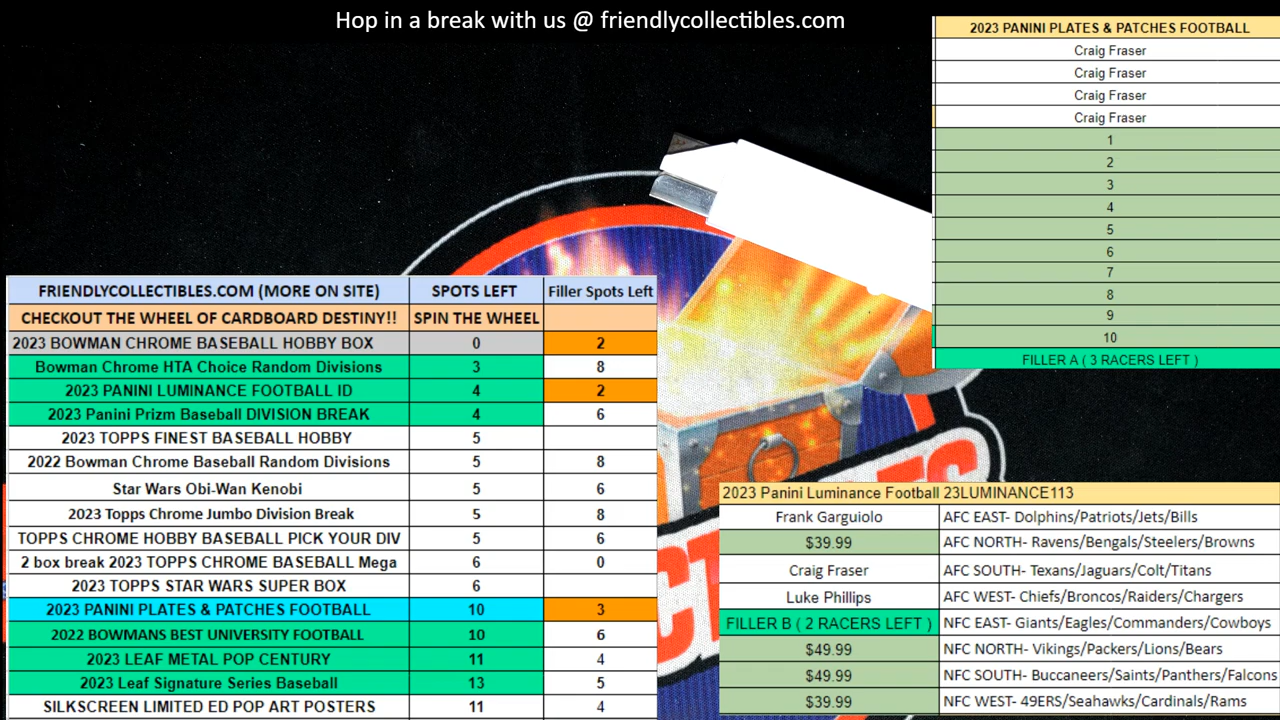 Hop in a break with us @ friendlycollectibles.com
2023 PANINI PLATES & PATCHES FOOTBALL
Craig Fraser
Craig Fraser
Craig Fraser
Craig Fraser
1
2
3
4
5
6
7
8
9
10
FILLER A ( 3 RACERS LEFT )
FRIENDLYCOLLECTIBLES.COM (MORE ON SITE) SPOTS LEFT Filler Spots Left
CHECKOUT THE WHEEL OF CARDBOARD DESTINY!! SPIN THE WHEEL
2023 BOWMAN CHROME BASEBALL HOBBY BOX 0 2
Bowman Chrome HTA Choice Random Divisions 3 8
2023 PANINI LUMINANCE FOOTBALL ID 4 2
2023 Panini Prizm Baseball DIVISION BREAK 4 6
2023 TOPPS FINEST BASEBALL HOBBY 5
2022 Bowman Chrome Baseball Random Divisions 5 8
Star Wars Obi-Wan Kenobi 5 6
2023 Topps Chrome Jumbo Division Break 5 8
TOPPS CHROME HOBBY BASEBALL PICK YOUR DIV 5 6
2 box break 2023 TOPPS CHROME BASEBALL Mega 6 0
2023 TOPPS STAR WARS SUPER BOX 6
2023 PANINI PLATES & PATCHES FOOTBALL 10 3
2022 BOWMANS BEST UNIVERSITY FOOTBALL 10 6
2023 LEAF METAL POP CENTURY 11 4
2023 Leaf Signature Series Baseball 13 5
SILKSCREEN LIMITED ED POP ART POSTERS 11 4
2023 Panini Luminance Football 23LUMINANCE113
Frank Garguiolo AFC EAST- Dolphins/Patriots/Jets/Bills
$39.99 AFC NORTH- Ravens/Bengals/Steelers/Browns
Craig Fraser AFC SOUTH- Texans/Jaguars/Colt/Titans
Luke Phillips AFC WEST- Chiefs/Broncos/Raiders/Chargers
FILLER B ( 2 RACERS LEFT ) NFC EAST- Giants/Eagles/Commanders/Cowboys
$49.99 NFC NORTH- Vikings/Packers/Lions/Bears
$49.99 NFC SOUTH- Buccaneers/Saints/Panthers/Falcons
$39.99 NFC WEST- 49ERS/Seahawks/Cardinals/Rams